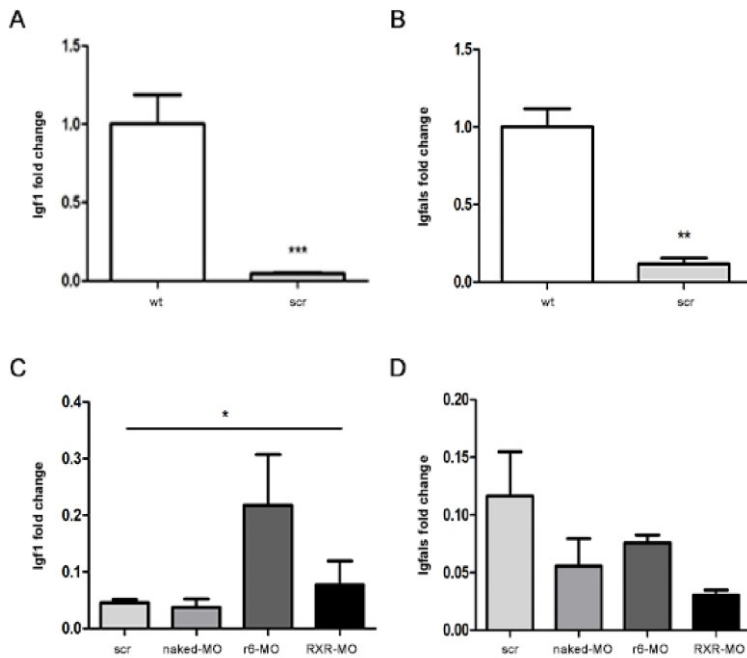 A
Igf1 fold change
1.5
1.0
0.5
0.0
***
wt
scr
B
Igfals fold change
1.5
1.0
0.5
0.0
**
wt
scr
C
Igf1 fold change
0.4
0.3
0.2
0.1
0.0
*
scr
naked-MO
r6-MO
RXR-MO
D
Igfals fold change
0.20
0.15
0.10
0.05
0.00
scr
naked-MO
r6-MO
RXR-MO